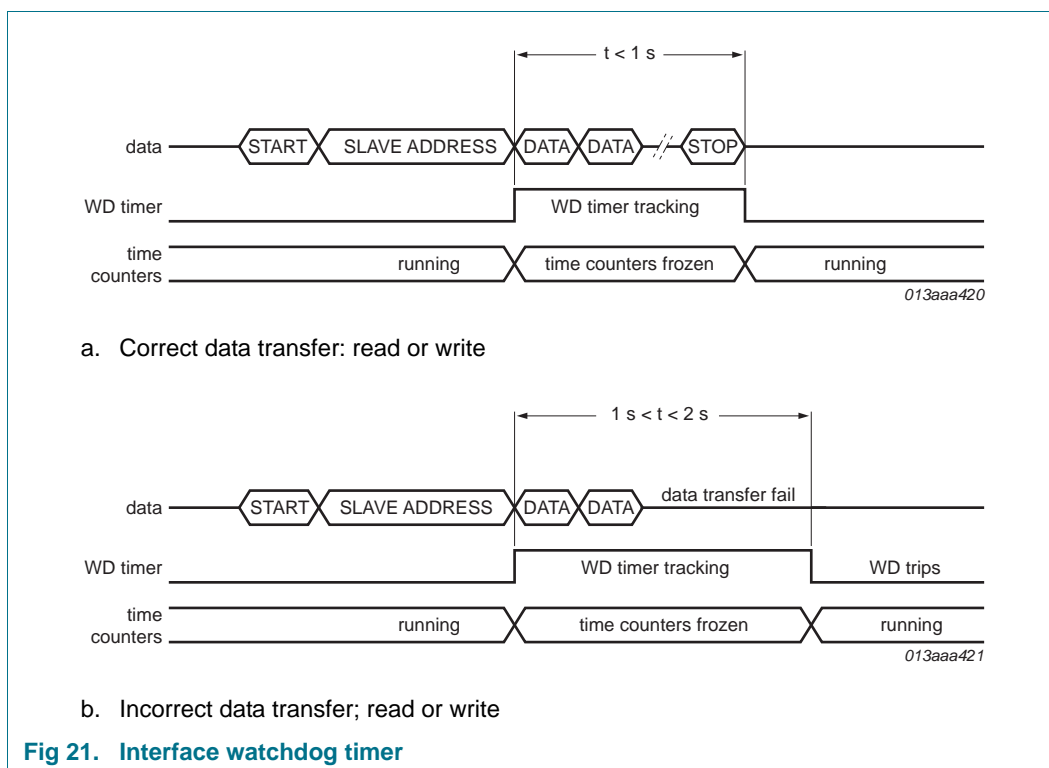 t < 1 s
data START SLAVE ADDRESS DATA DATA STOP
WD timer WD timer tracking
time
counters running time counters frozen running
013aaa420
a. Correct data transfer: read or write
1 s < t < 2 s
data START SLAVE ADDRESS DATA DATA data transfer fail
WD timer WD timer tracking WD trips
time
counters running time counters frozen running
013aaa421
b. Incorrect data transfer; read or write
Fig 21. Interface watchdog timer